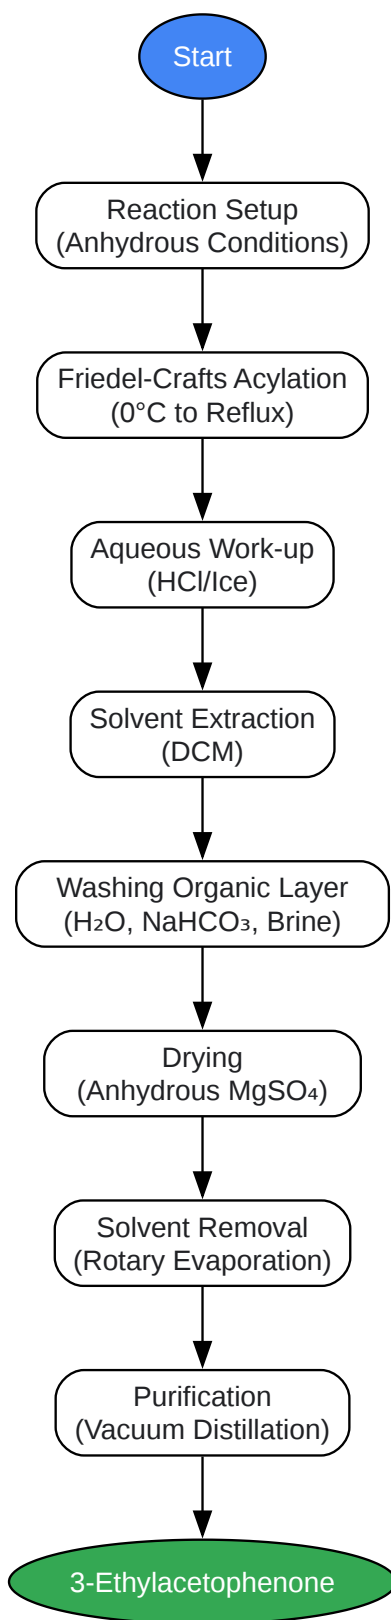 Start
Reaction Setup
(Anhydrous Conditions)
Friedel-Crafts Acylation
(0°C to Reflux)
Aqueous Work-up
(HCl/Ice)
Solvent Extraction
(DCM)
Washing Organic Layer
(H₂O, NaHCO₃, Brine)
Drying
(Anhydrous MgSO₄)
Solvent Removal
(Rotary Evaporation)
Purification
(Vacuum Distillation)
3-Ethylacetophenone